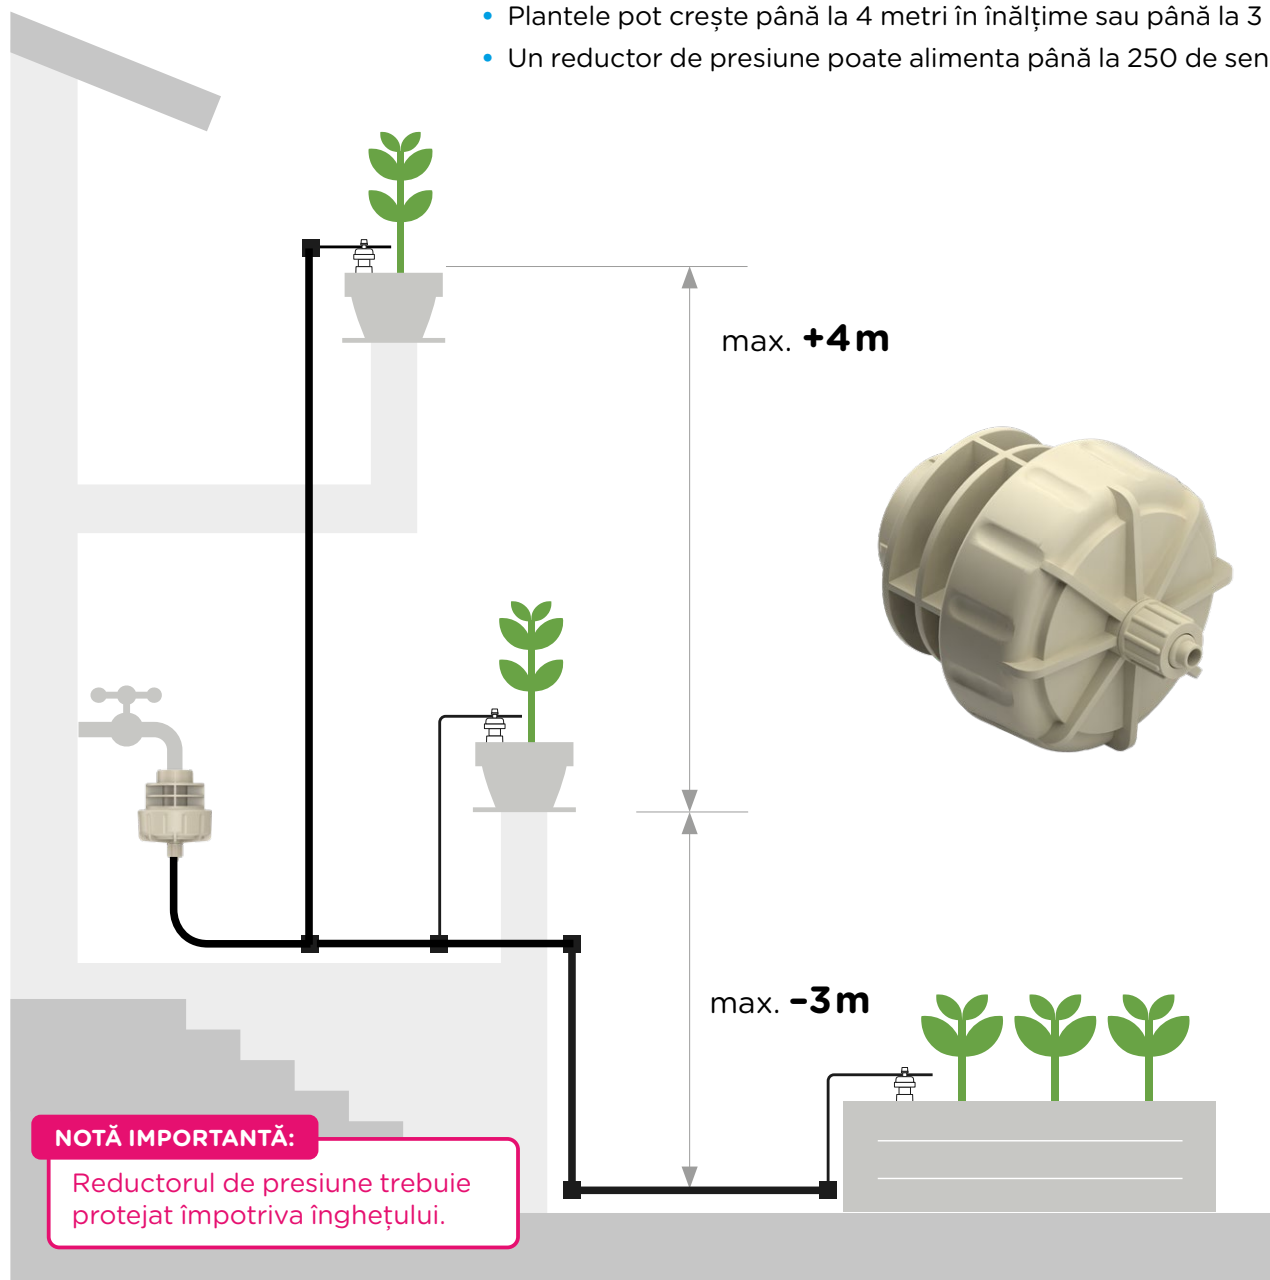 • Plantele pot crește până la 4 metri în înălțime sau până la 3
• Un reductor de presiune poate alimenta până la 250 de sen
max. +4m
max. –3m
NOTĂ IMPORTANTĂ:
Reductorul de presiune trebuie
protejat împotriva înghețului.